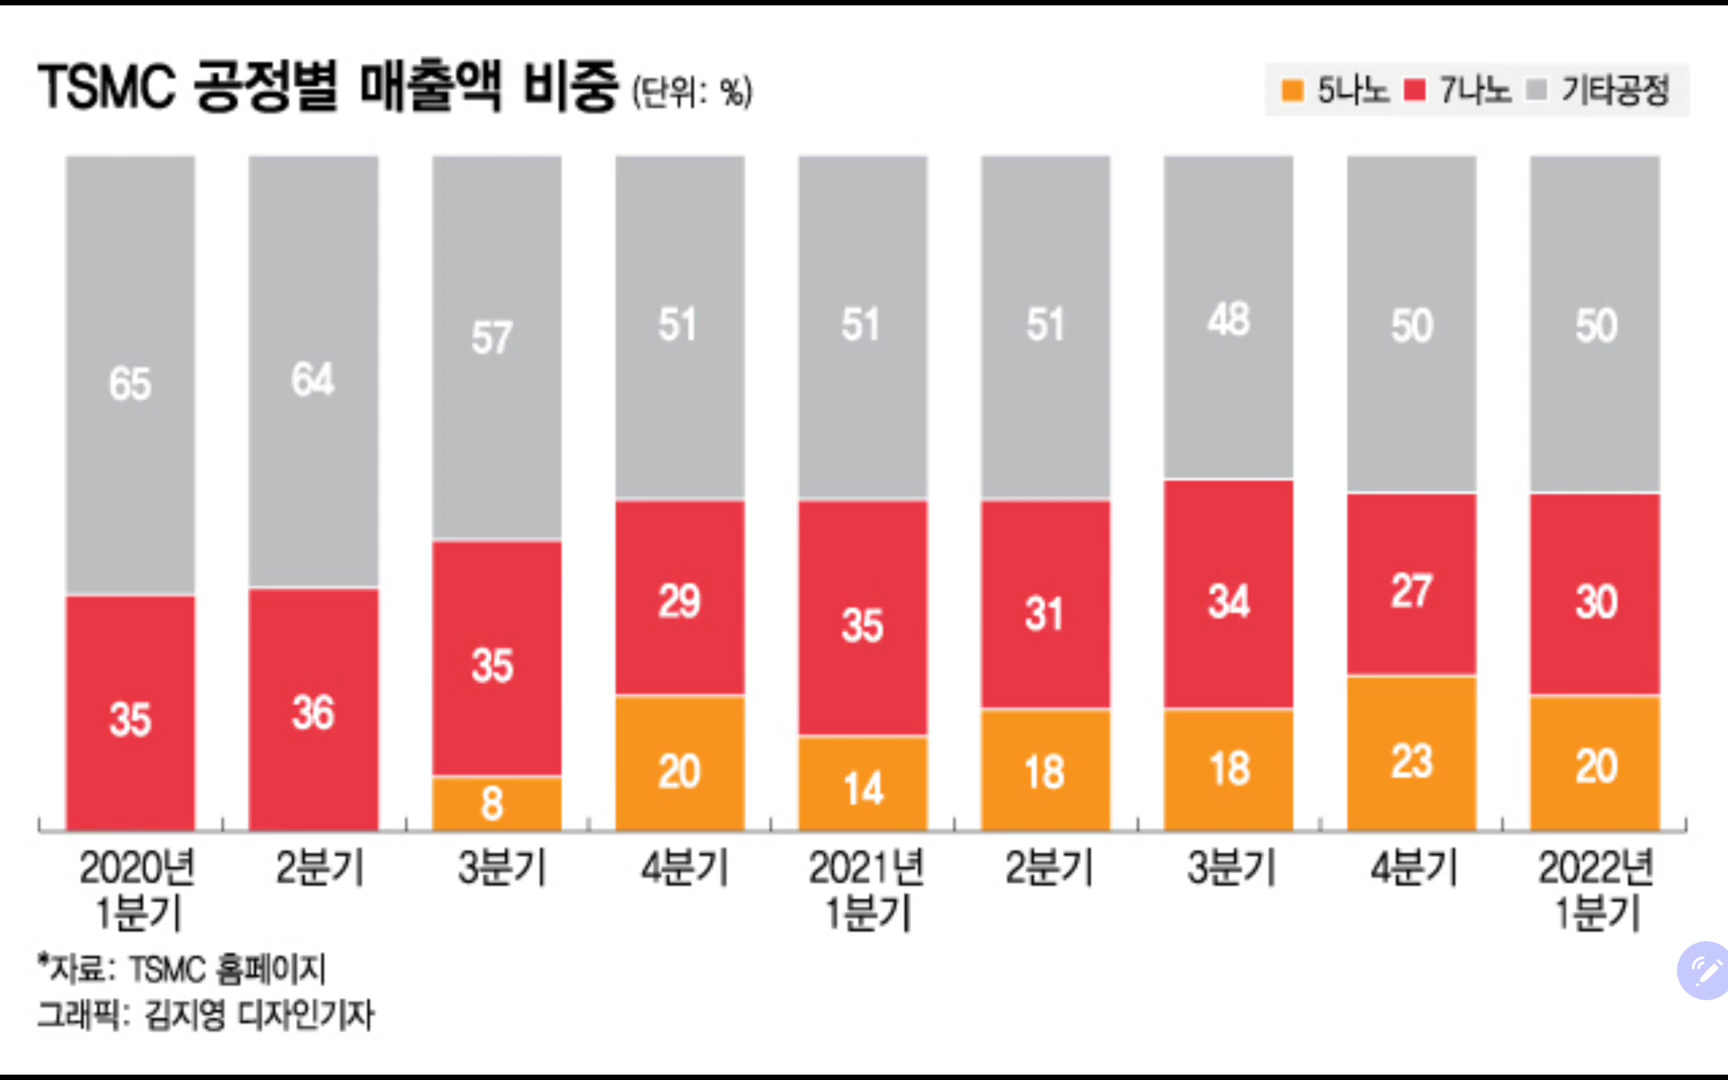 TSMC 공정별 매출액 비중 (단위: %)
5나노 7나노 기타공정
65 64 57 51 51 51 48 50 50
35 36 35 29 35 31 34 27 30
8 20 14 18 18 23 20
2020년 1분기 2분기 3분기 4분기 2021년 1분기 2분기 3분기 4분기 2022년 1분기
*자료: TSMC 홈페이지
그래픽: 김지영 디자인기자